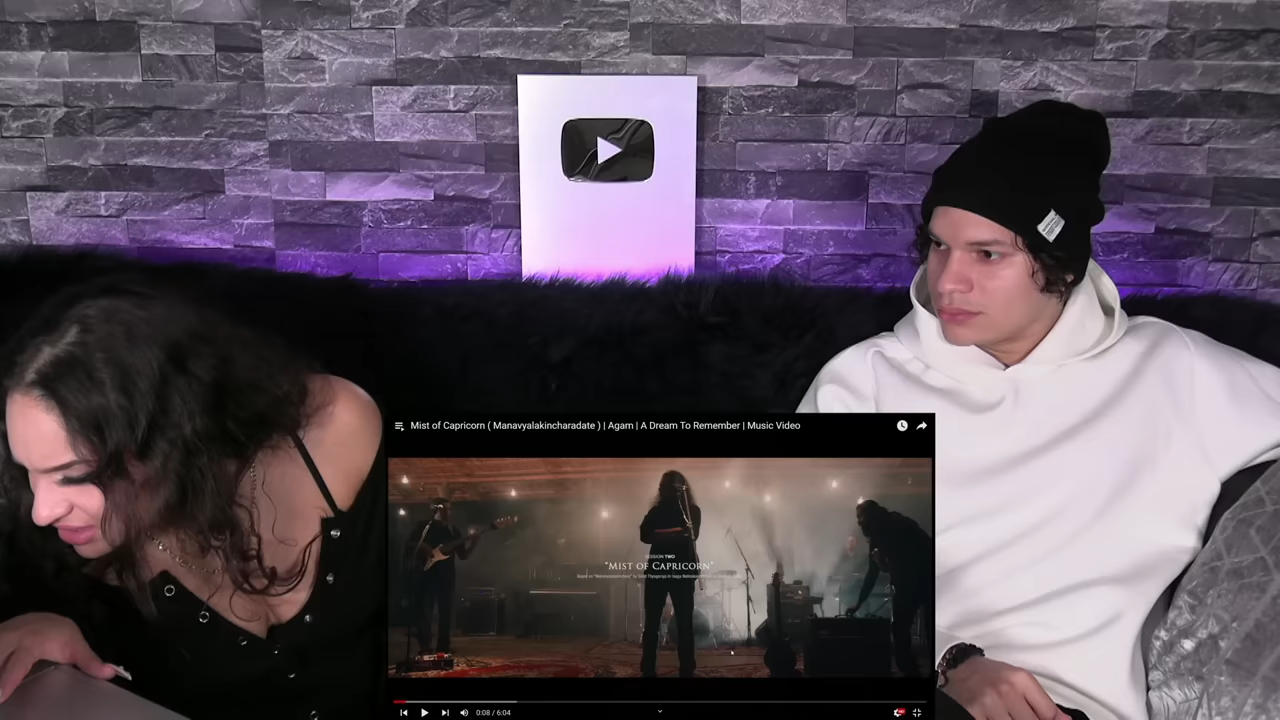 Mist of Capricorn ( Manavyalakincharadate ) | Agam | A Dream To Remember | Music Video
SESSION TWO
"MIST OF CAPRICORN"
0:08 / 6:04